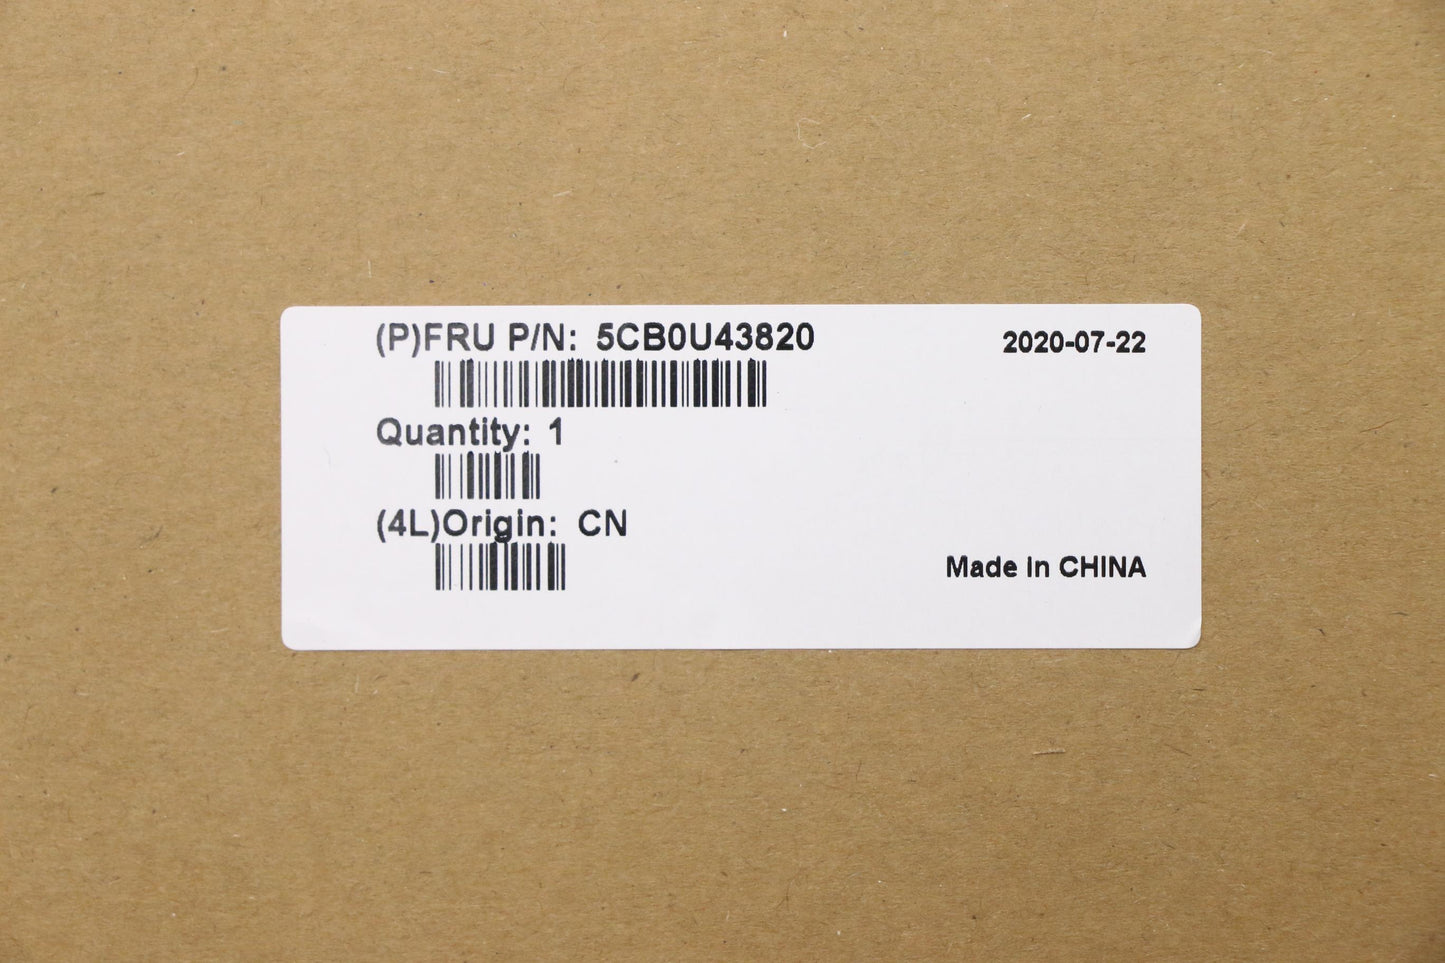 (P)FRU P/N: 5CB0U43820
2020-07-22
Quantity: 1
(4L)Origin: CN
Made in CHINA